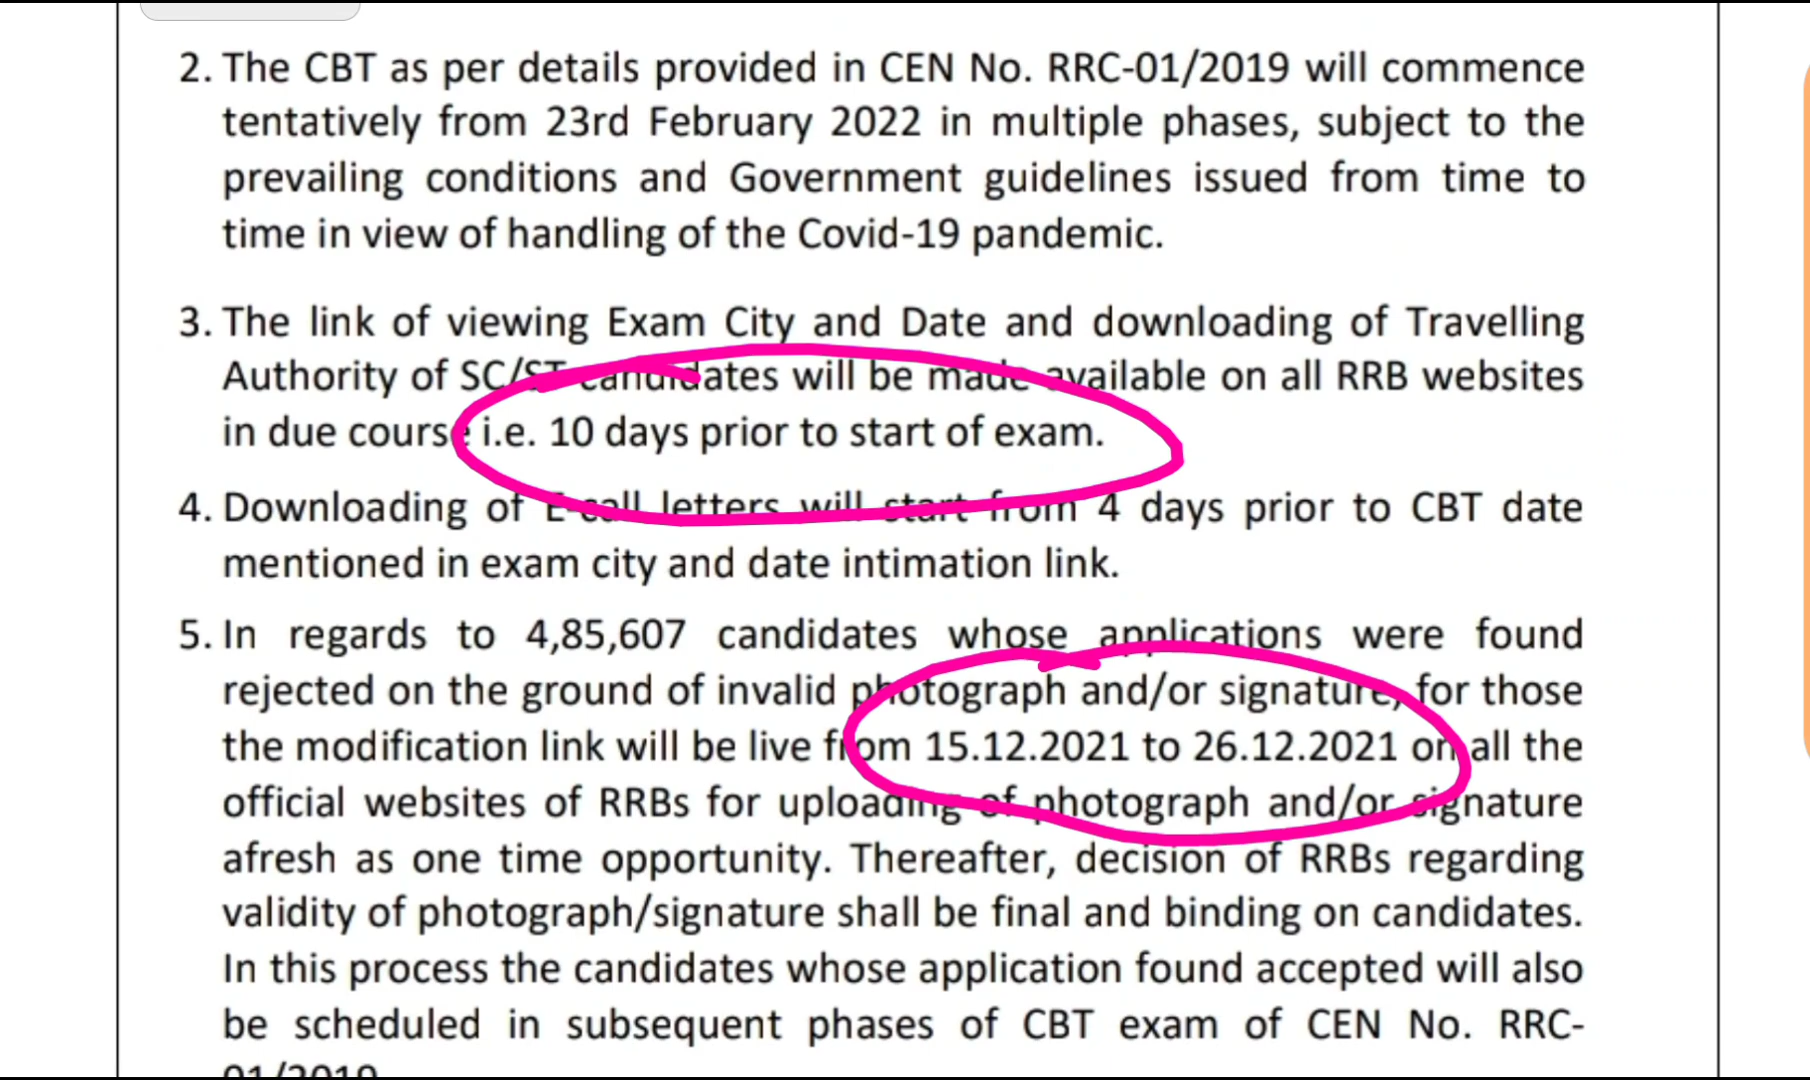 2. The CBT as per details provided in CEN No. RRC-01/2019 will commence
tentatively from 23rd February 2022 in multiple phases, subject to the
prevailing conditions and Government guidelines issued from time to
time in view of handling of the Covid-19 pandemic.
3. The link of viewing Exam City and Date and downloading of Travelling
Authority of SC/ST candidates will be made available on all RRB websites
in due course i.e. 10 days prior to start of exam.
4. Downloading of E-call letters will start from 4 days prior to CBT date
mentioned in exam city and date intimation link.
5. In regards to 4,85,607 candidates whose applications were found
rejected on the ground of invalid photograph and/or signature, for those
the modification link will be live from 15.12.2021 to 26.12.2021 on all the
official websites of RRBs for uploading of photograph and/or signature
afresh as one time opportunity. Thereafter, decision of RRBs regarding
validity of photograph/signature shall be final and binding on candidates.
In this process the candidates whose application found accepted will also
be scheduled in subsequent phases of CBT exam of CEN No. RRC-
01/2019